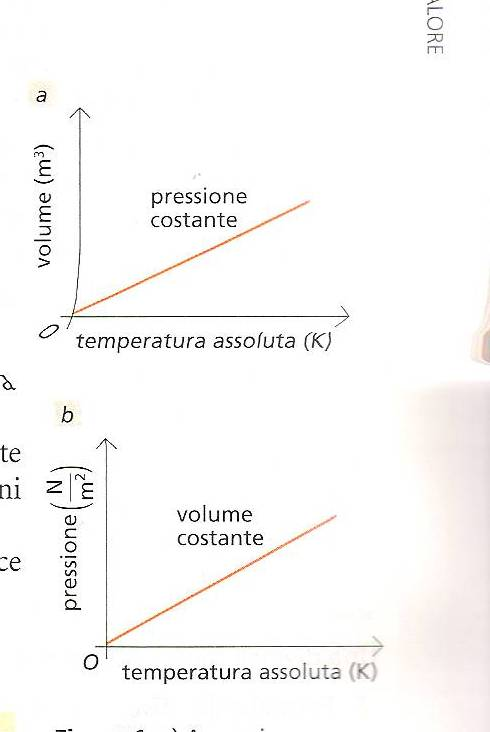 ALORE
a
volume (m³)
pressione
costante
O
temperatura assoluta (K)
b
te
ni
ce
pressione (N/m²)
volume
costante
O
temperatura assoluta (K)